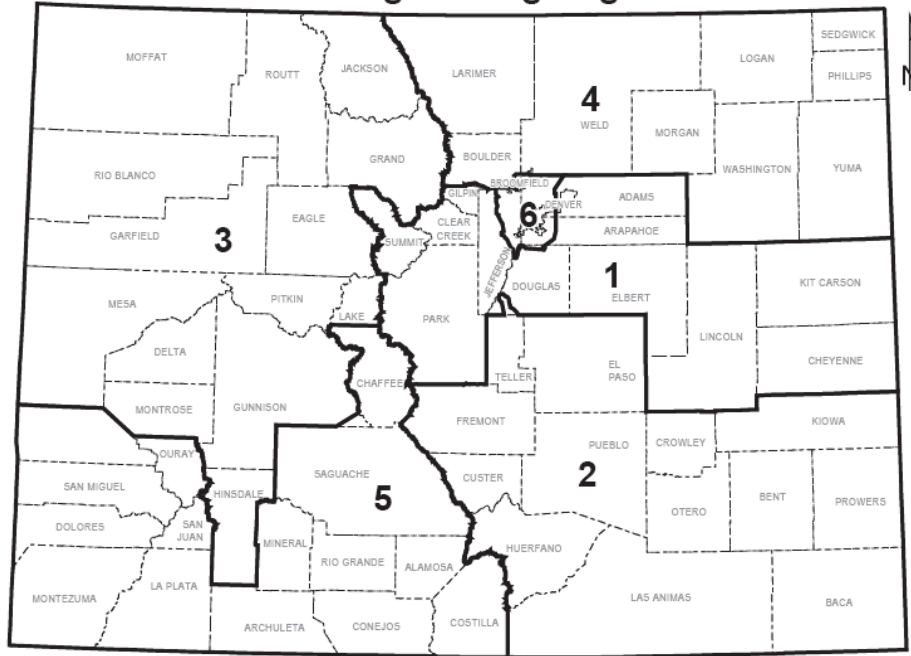 SEDGWICK
MOFFAT
ROUTT
JACKSON
LARIMER
LOGAN
PHILLIPS
N
4
WELD
MORGAN
GRAND
BOULDER
WASHINGTON
YUMA
RIO BLANCO
BROOMFIELD
GILPIN
ADAMS
DENVER
6
EAGLE
CLEAR
CREEK
ARAPAHOE
GARFIELD
3
SUMMIT
JEFFERSON
DOUGLAS
1
ELBERT
KIT CARSON
MESA
PITKIN
LAKE
PARK
LINCOLN
DELTA
CHEYENNE
TELLER
EL
PASO
CHAFFEE
MONTROSE
GUNNISON
FREMONT
KIOWA
PUEBLO
CROWLEY
OURAY
SAGUACHE
CUSTER
2
SAN MIGUEL
HINSDALE
5
BENT
PROWERS
OTERO
DOLORES
SAN
JUAN
MINERAL
HUERFANO
RIO GRANDE
ALAMOSA
LA PLATA
MONTEZUMA
LAS ANIMAS
BACA
ARCHULETA
CONEJOS
COSTILLA